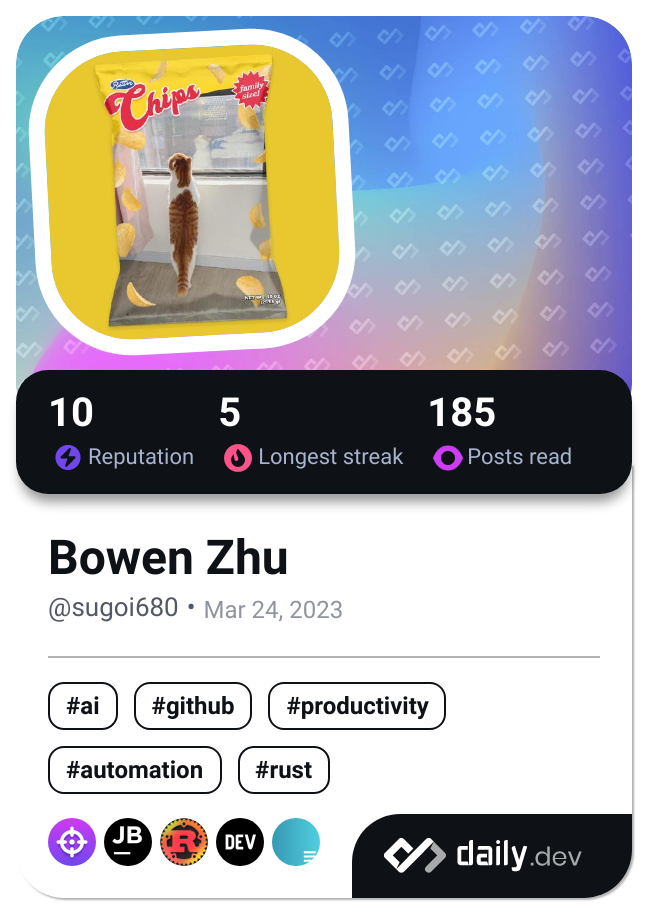 Chips
family
size!
10
5
185
Reputation
Longest streak
Posts read
Bowen Zhu
@sugoi680 • Mar 24, 2023
#ai
#github
#productivity
#automation
#rust
JB
R
DEV
daily.dev